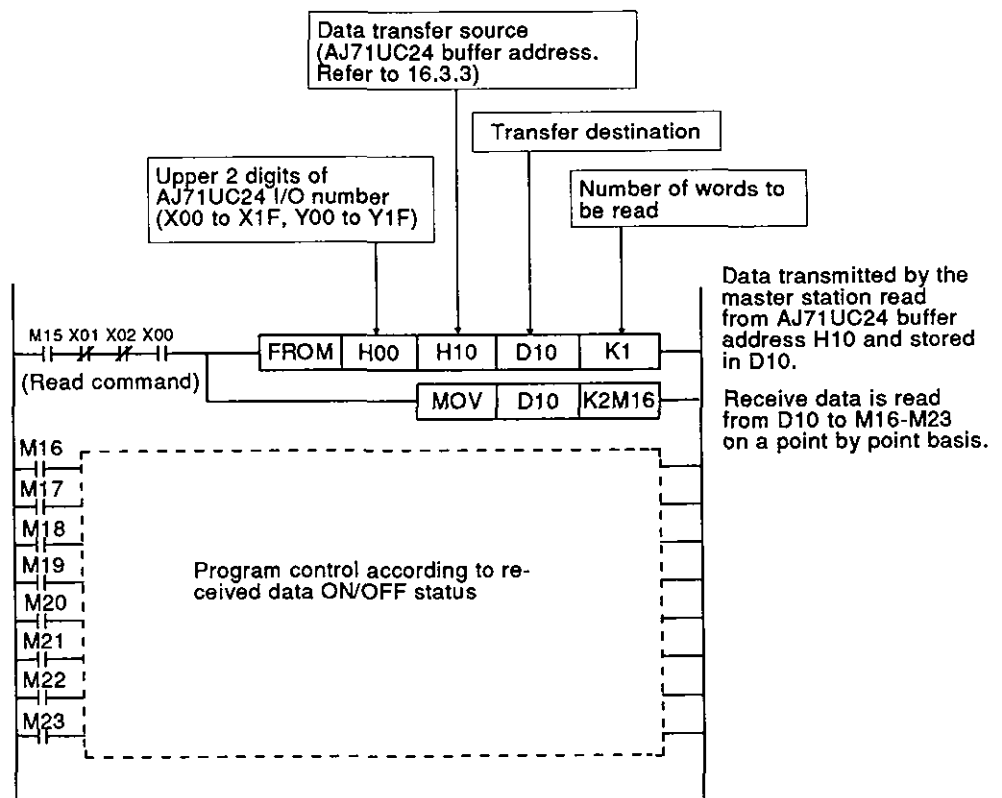 Data transfer source
(AJ71UC24 buffer address.
Refer to 16.3.3)
Transfer destination
Upper 2 digits of
AJ71UC24 I/O number
(X00 to X1F, Y00 to Y1F)
Number of words to
be read
M15 X01 X02 X00
(Read command)
FROM H00 H10 D10 K1
MOV D10 K2M16
Data transmitted by the
master station read
from AJ71UC24 buffer
address H10 and stored
in D10.
Receive data is read
from D10 to M16-M23
on a point by point basis.
M16
M17
M18
M19
M20
M21
M22
M23
Program control according to re-
ceived data ON/OFF status